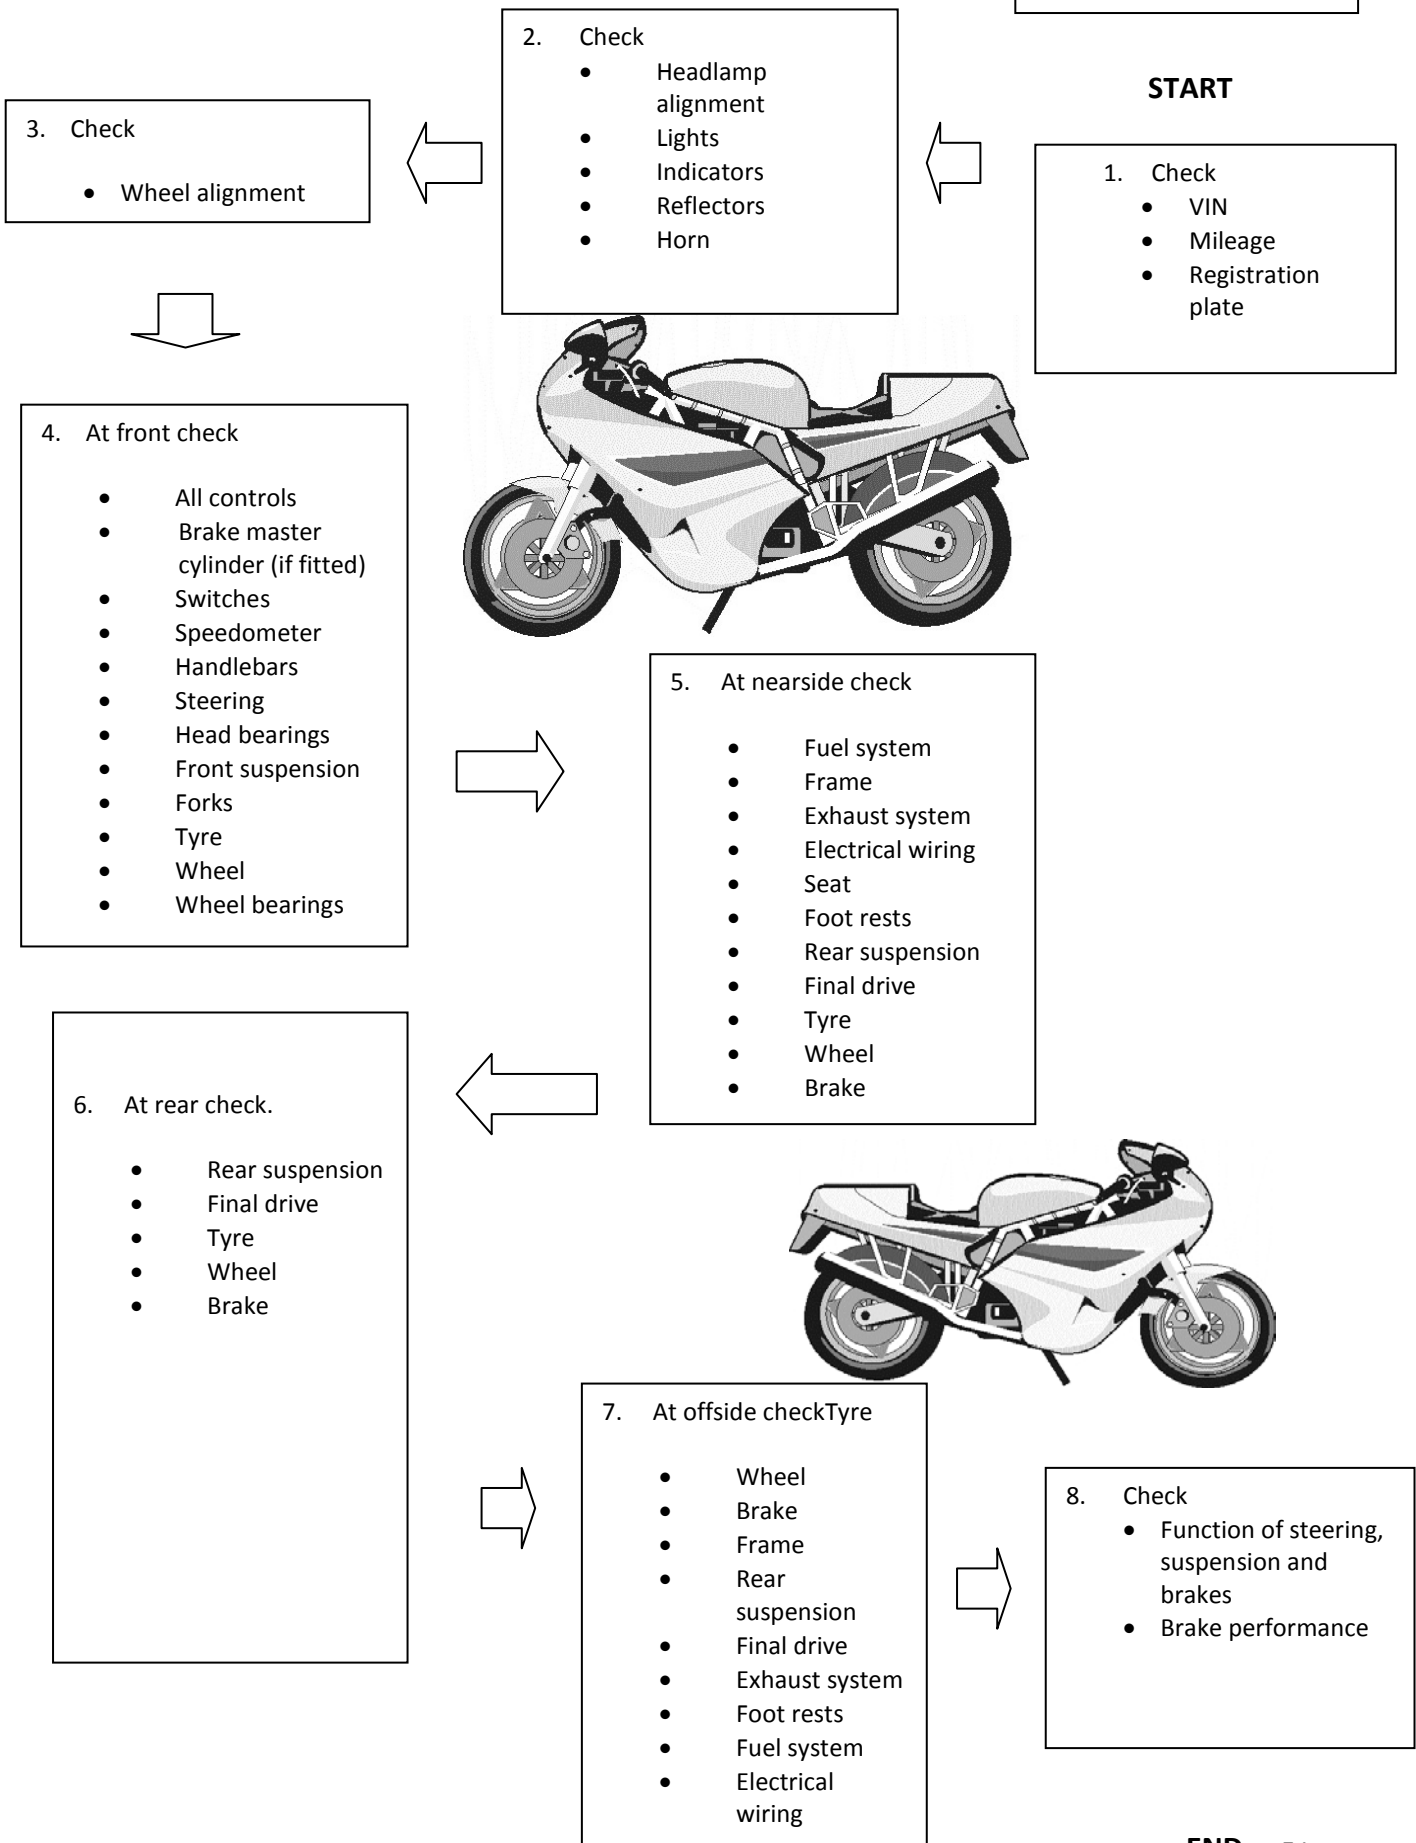 START
1. Check
• VIN
• Mileage
• Registration
plate
2. Check
• Headlamp
alignment
• Lights
• Indicators
• Reflectors
• Horn
3. Check
• Wheel alignment
4. At front check
• All controls
• Brake master
cylinder (if fitted)
• Switches
• Speedometer
• Handlebars
• Steering
• Head bearings
• Front suspension
• Forks
• Tyre
• Wheel
• Wheel bearings
5. At nearside check
• Fuel system
• Frame
• Exhaust system
• Electrical wiring
• Seat
• Foot rests
• Rear suspension
• Final drive
• Tyre
• Wheel
• Brake
6. At rear check.
• Rear suspension
• Final drive
• Tyre
• Wheel
• Brake
7. At offside checkTyre
• Wheel
• Brake
• Frame
• Rear
suspension
• Final drive
• Exhaust system
• Foot rests
• Fuel system
• Electrical
wiring
8. Check
• Function of steering,
suspension and
brakes
• Brake performance
END